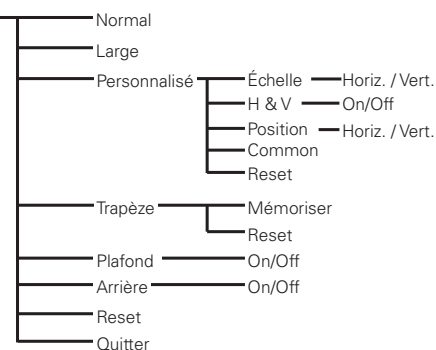 Normal
Large
Personnalisé Échelle Horiz. / Vert.
H & V On/Off
Position Horiz. / Vert.
Common
Reset
Trapèze Mémoriser
Reset
Plafond On/Off
Arrière On/Off
Reset
Quitter